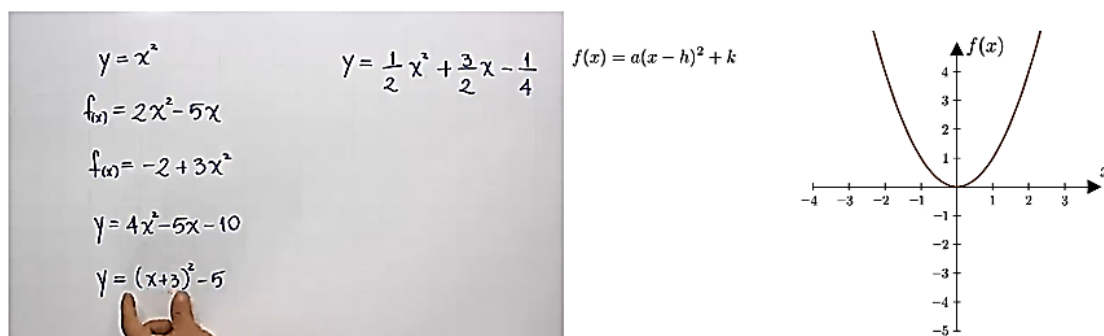 y = x²
f(x) = 2x² - 5x
f(x) = -2 + 3x²
y = 4x² - 5x - 10
y = (x+3)² - 5
y = 1/2 x² + 3/2 x - 1/4
f(x) = a(x − h)² + k
f(x)
4
3
2
1
−4 −3 −2 −1 1 2 3
−1
−2
−3
−4
−5